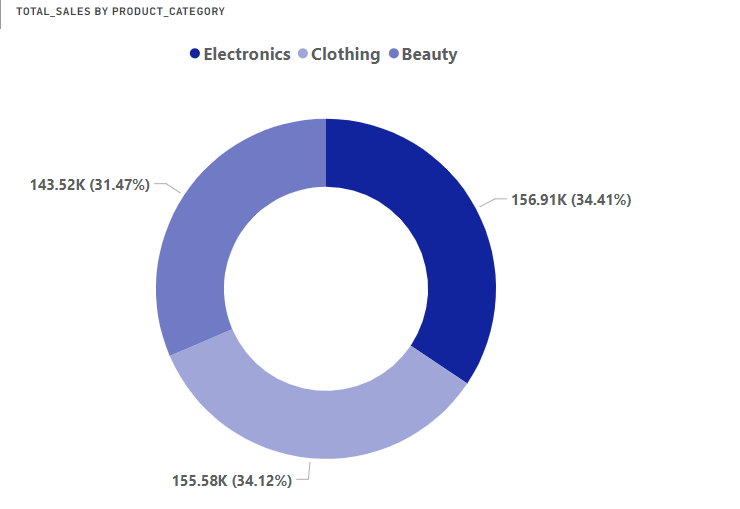 TOTAL_SALES BY PRODUCT_CATEGORY
Electronics Clothing Beauty
143.52K (31.47%)
156.91K (34.41%)
155.58K (34.12%)